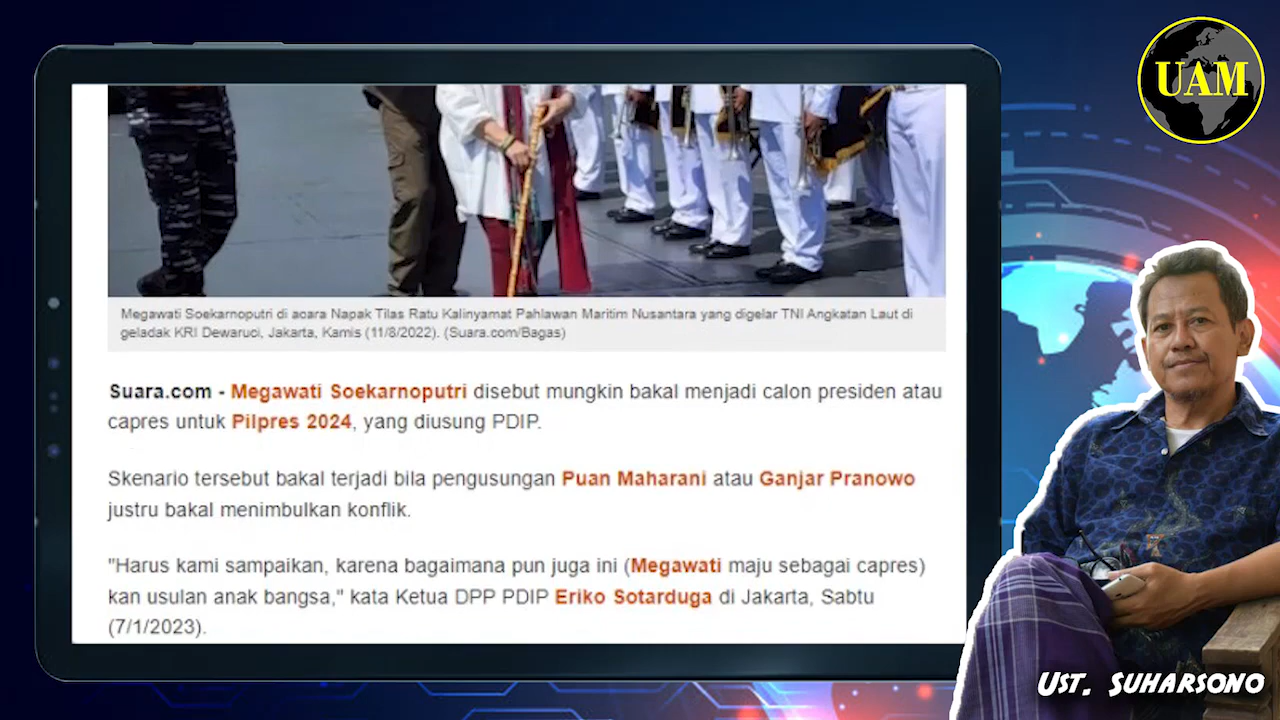 UAM
Megawati Soekarnoputri di acara Napak Tilas Ratu Kalinyamat Pahlawan Maritim Nusantara yang digelar TNI Angkatan Laut di
geladak KRI Dewaruci, Jakarta, Kamis (11/8/2022). (Suara.com/Bagas)
Suara.com - Megawati Soekarnoputri disebut mungkin bakal menjadi calon presiden atau
capres untuk Pilpres 2024, yang diusung PDIP.
Skenario tersebut bakal terjadi bila pengusungan Puan Maharani atau Ganjar Pranowo
justru bakal menimbulkan konflik.
"Harus kami sampaikan, karena bagaimana pun juga ini (Megawati maju sebagai capres)
kan usulan anak bangsa," kata Ketua DPP PDIP Eriko Sotarduga di Jakarta, Sabtu
(7/1/2023).
Ust. Suharsono